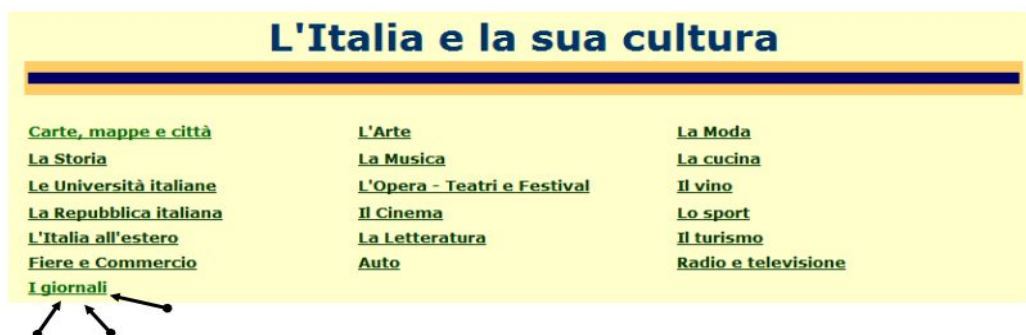 L'Italia e la sua cultura
Carte, mappe e città
La Storia
Le Università italiane
La Repubblica italiana
L'Italia all'estero
Fiere e Commercio
I giornali
L'Arte
La Musica
L'Opera - Teatri e Festival
Il Cinema
La Letteratura
Auto
La Moda
La cucina
Il vino
Lo sport
Il turismo
Radio e televisione